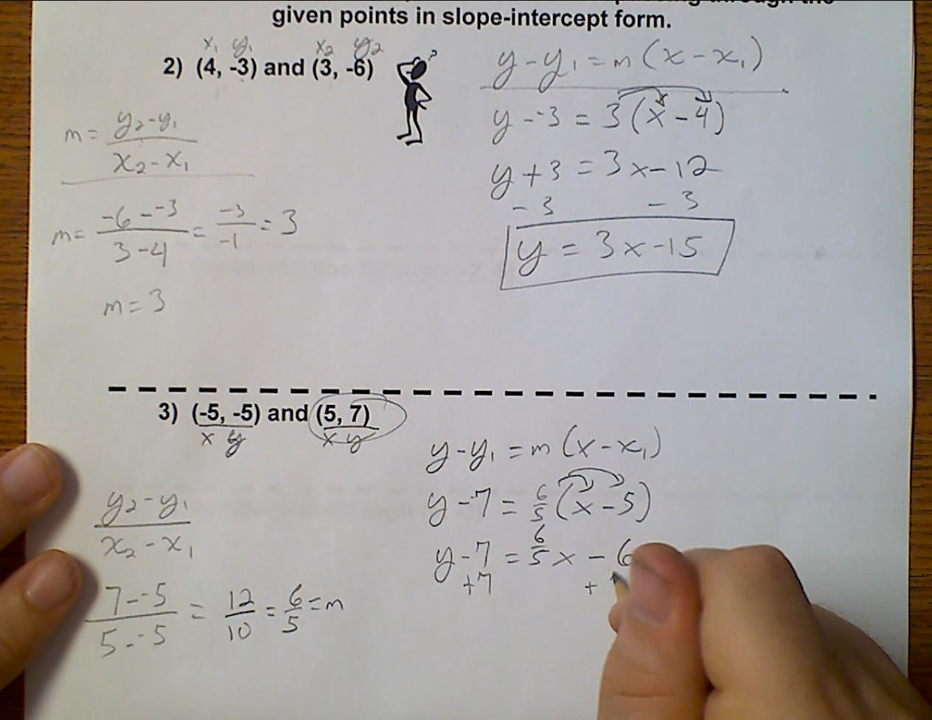 given points in slope-intercept form.
x₁ y₁ x₂ y₂
2) (4, -3) and (3, -6)
?
m = y₂-y₁ / x₂-x₁
m = -6--3 / 3-4 = -3/-1 = 3
m = 3
y-y₁ = m(x-x₁)
y--3 = 3(x-4)
y+3 = 3x-12
-3 -3
y = 3x-15
3) (-5, -5) and (5, 7)
x y x y
y₂-y₁ / x₂-x₁
7--5 / 5--5 = 12/10 = 6/5 = m
y-y₁ = m(x-x₁)
y-7 = 6/5(x-5)
y-7 = 6/5x - 6
+7 +